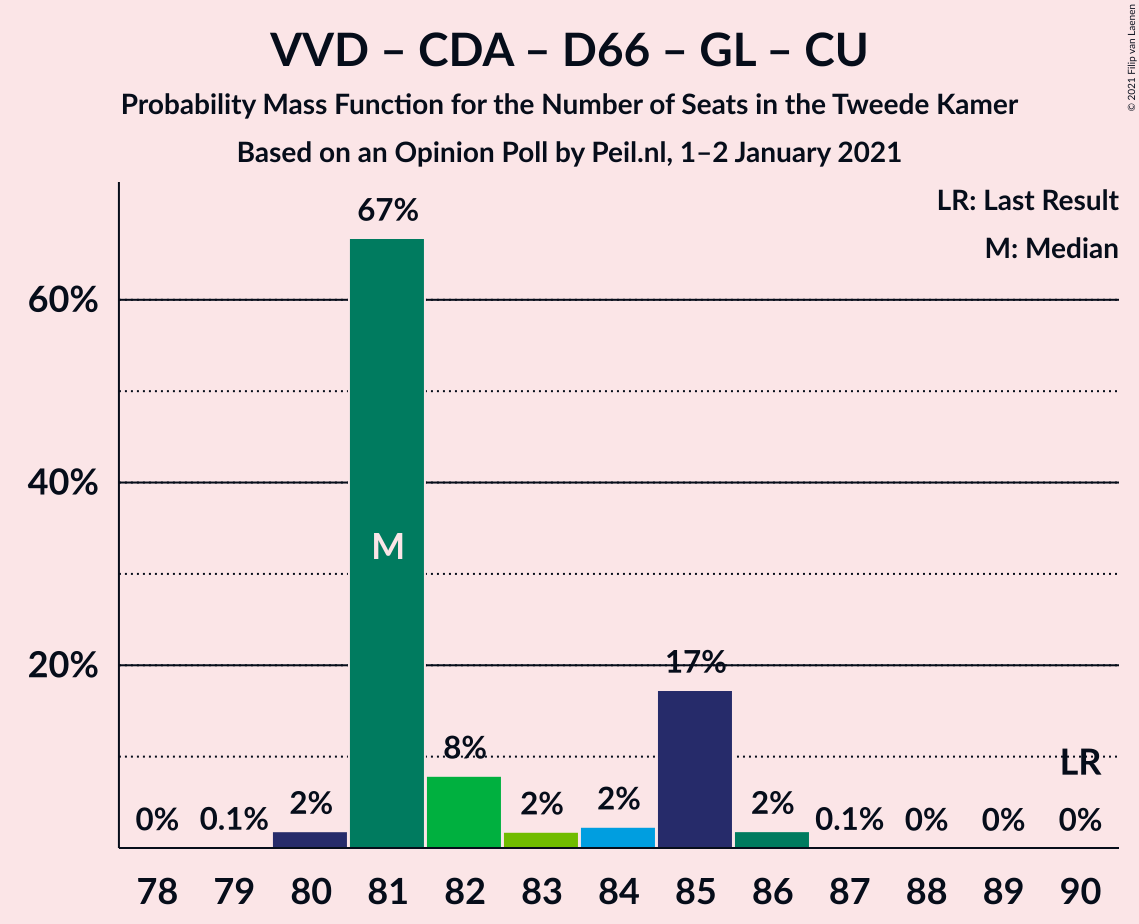 VVD – CDA – D66 – GL – CU
Probability Mass Function for the Number of Seats in the Tweede Kamer
Based on an Opinion Poll by Peil.nl, 1–2 January 2021
© 2021 Filip van Laenen
LR: Last Result
M: Median
67%
60%
40%
M
20%
17%
8%
LR
0% 0.1% 2% 2% 2% 2% 0.1% 0% 0% 0%
78 79 80 81 82 83 84 85 86 87 88 89 90